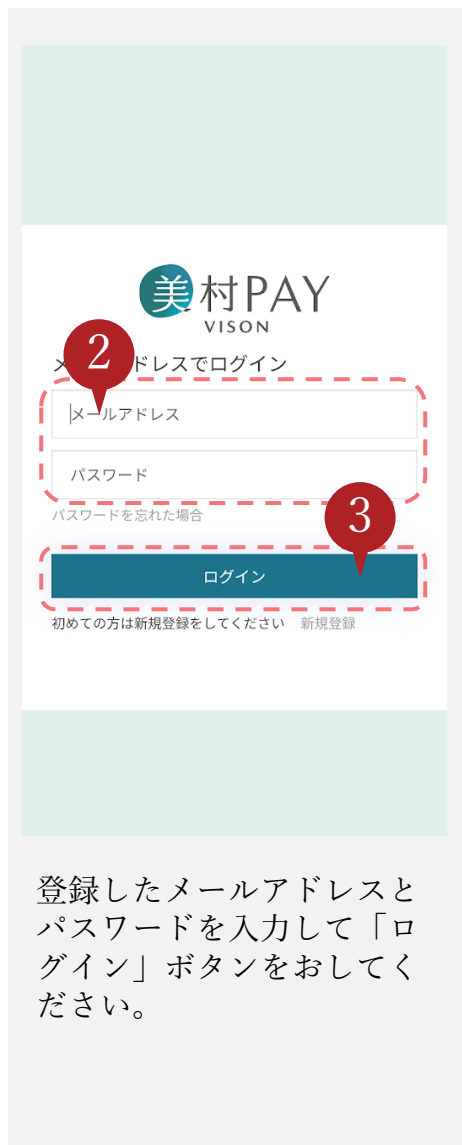 美村PAY
VISON
2
メールアドレスでログイン
メールアドレス
パスワード
パスワードを忘れた場合
3
ログイン
初めての方は新規登録をしてください 新規登録
登録したメールアドレスと
パスワードを入力して「ロ
グイン」ボタンをおしてく
ださい。